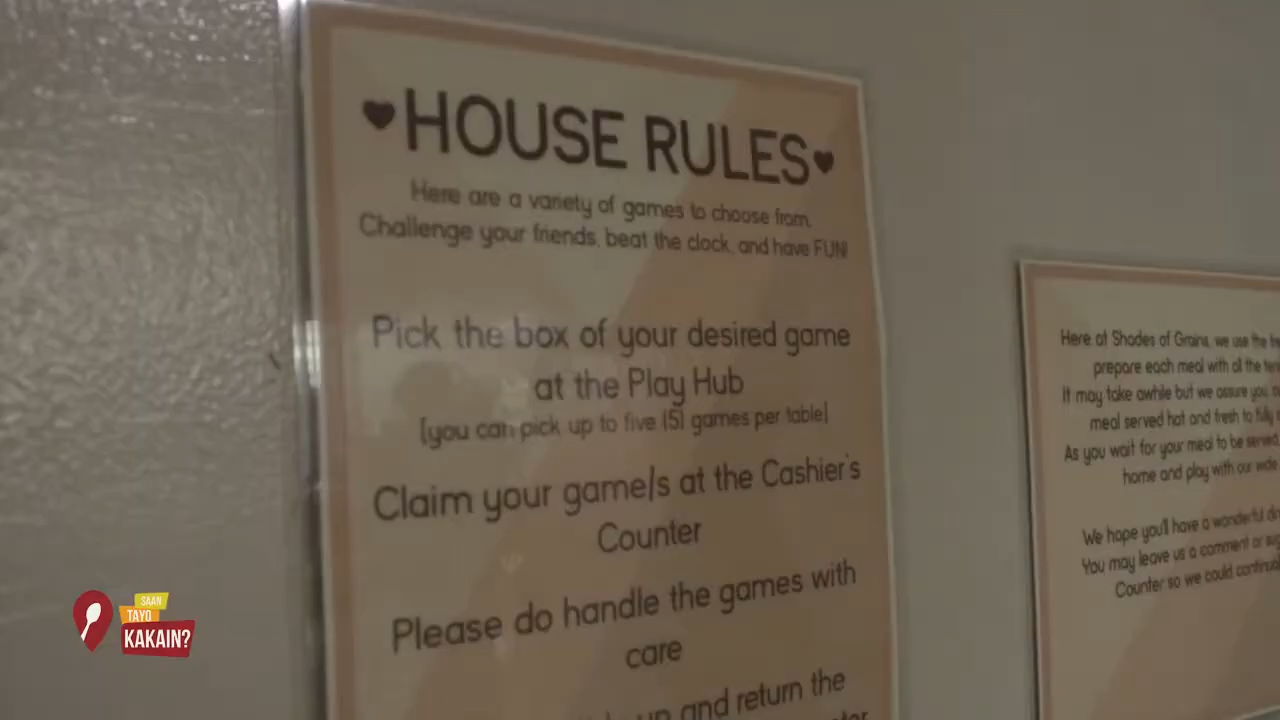 ♥HOUSE RULES♥
Here are a variety of games to choose from.
Challenge your friends, beat the clock, and have FUN!
Pick the box of your desired game
at the Play Hub
[you can pick up to five (5) games per table]
Claim your game/s at the Cashier's
Counter
Please do handle the games with
care
up and return the
Here at Shades of Grains, we use the
prepare each meal with all the
It may take awhile but we assure you,
meal served hot and fresh to fully
As you wait for your meal to be served,
home and play with our wide
We hope you'll have a wonderful
You may leave us a comment or
Counter so we could
SAAN
TAYO
KAKAIN?